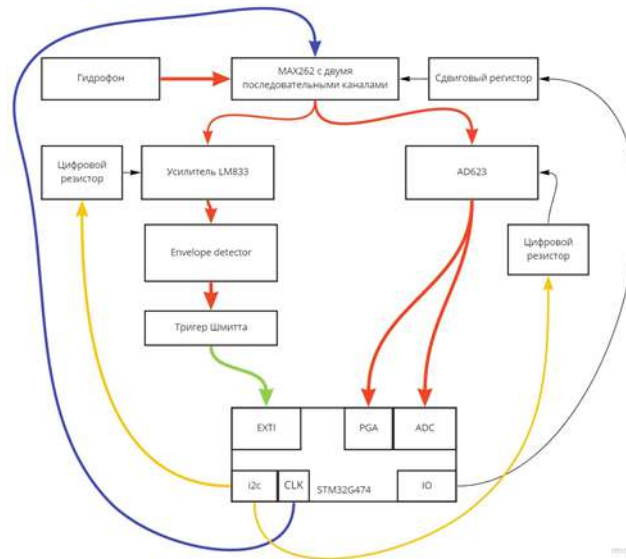 Гидрофон
MAX262 с двумя
последовательными каналами
Сдвиговый регистор
Цифровой
резистор
Усилитель LM833
AD623
Envelope detector
Цифровой
резистор
Тригер Шмитта
EXTI
PGA
ADC
i2c
CLK
STM32G474
IO